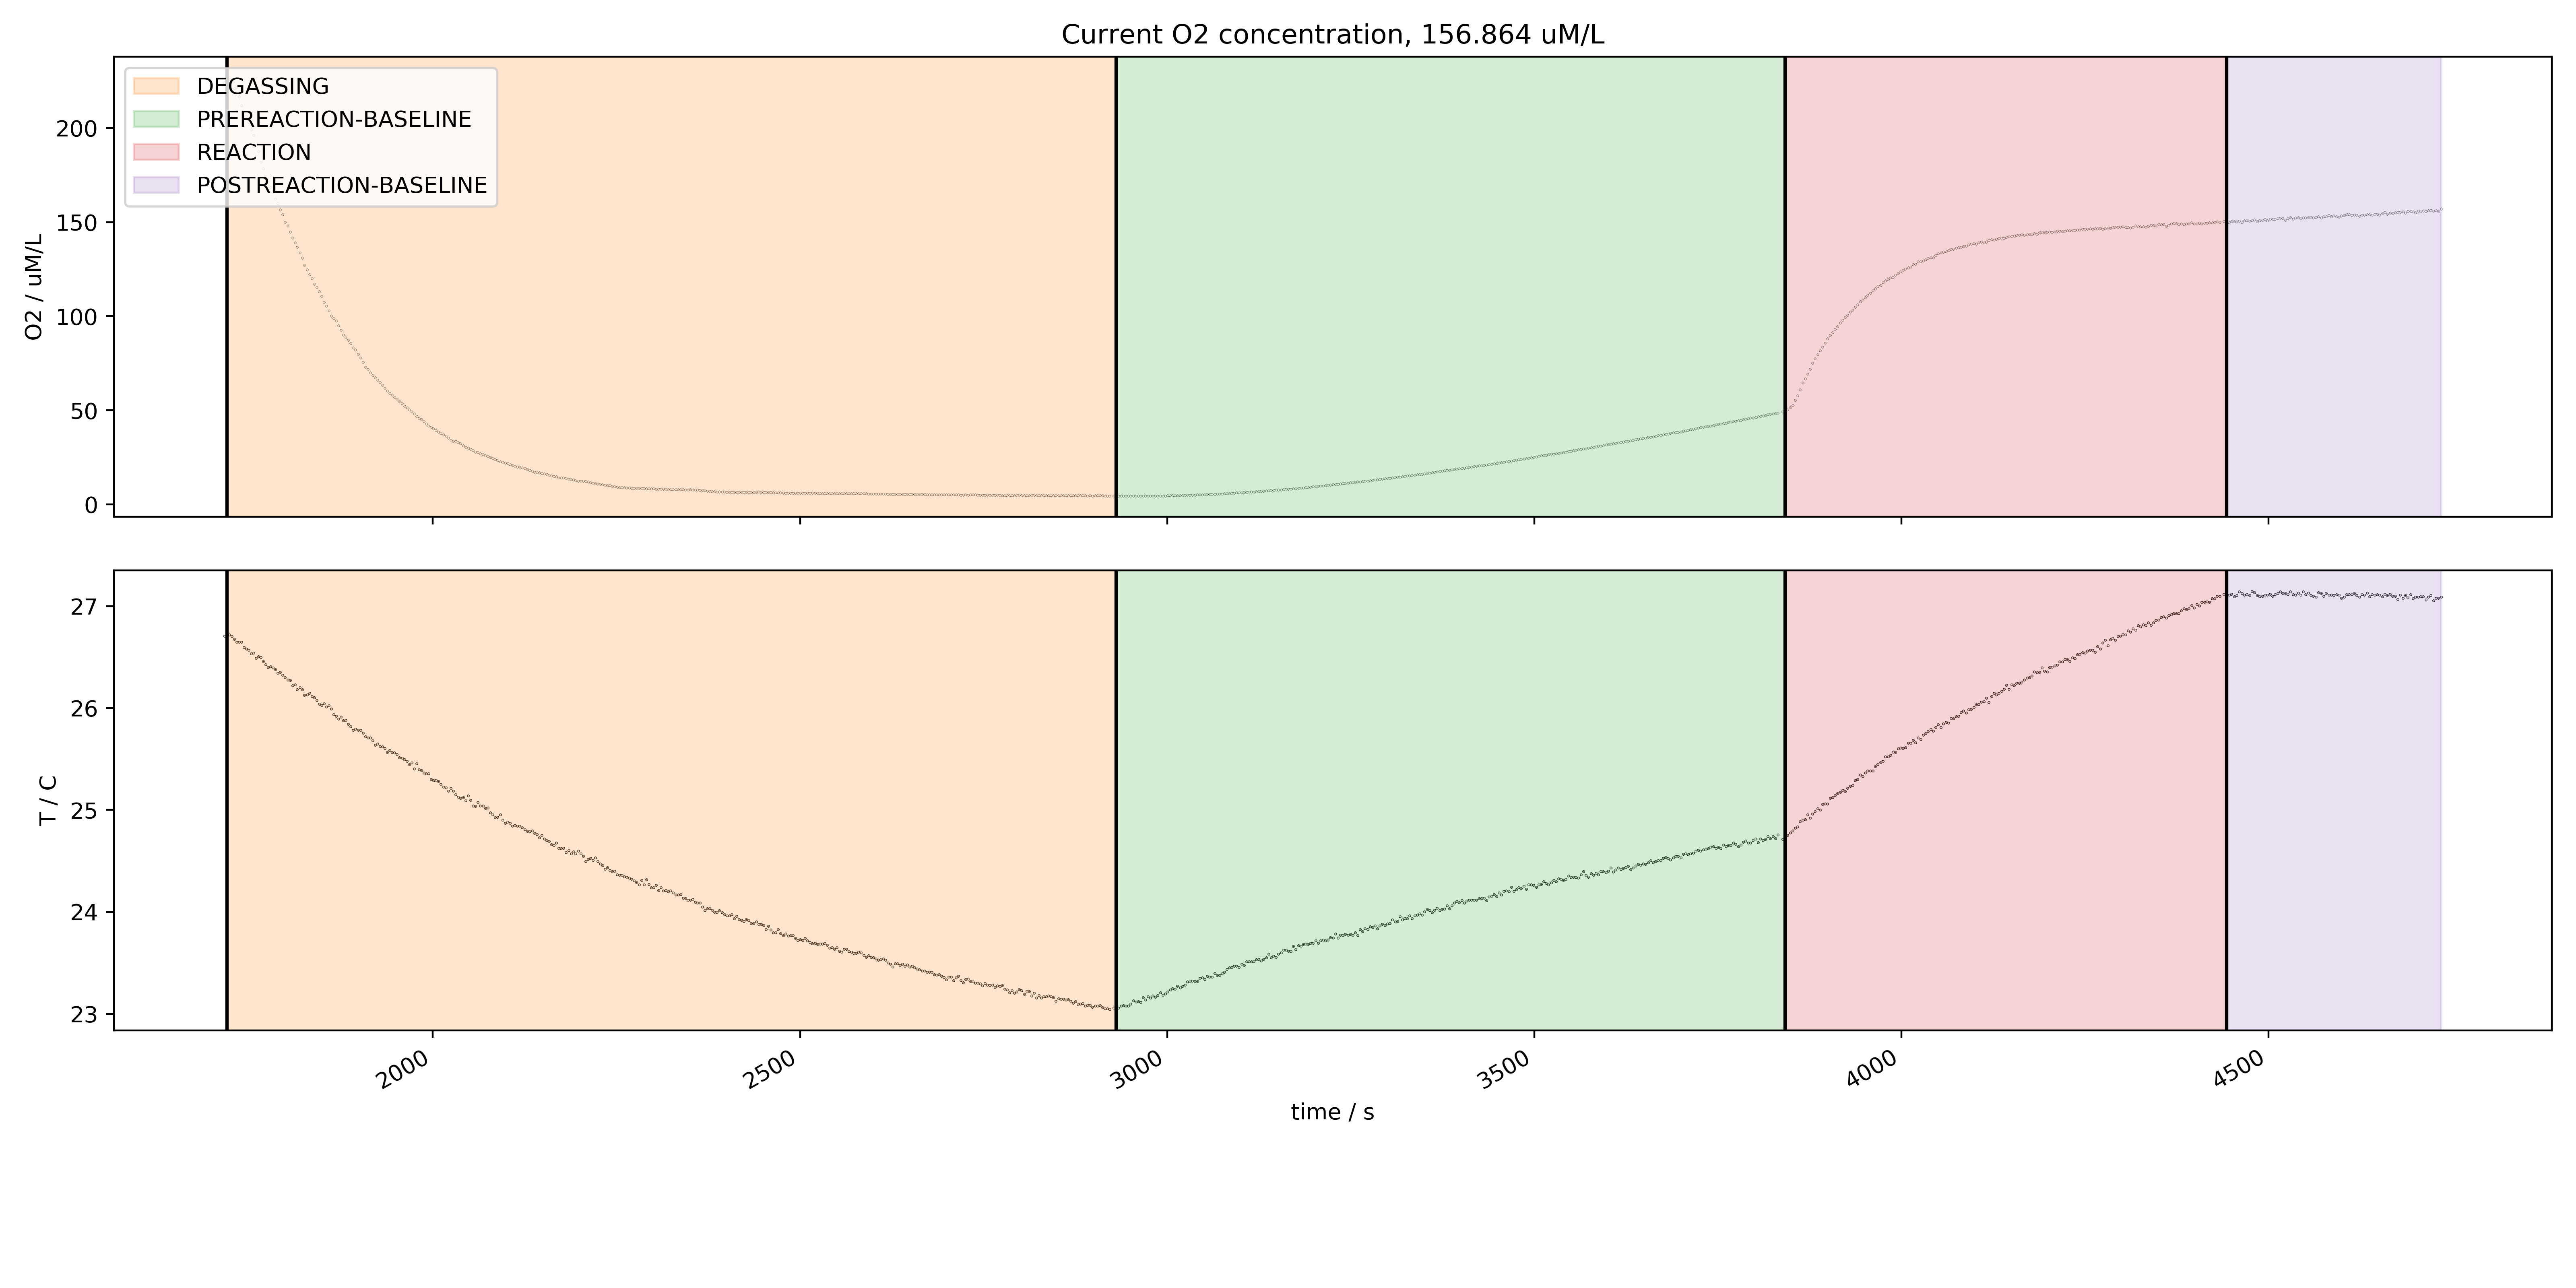 Current O2 concentration, 156.864 uM/L
DEGASSING
PREREACTION-BASELINE
REACTION
POSTREACTION-BASELINE
200
150
100
50
0
O2 / uM/L
27
26
25
24
23
T / C
2000
2500
3000
3500
4000
4500
time / s